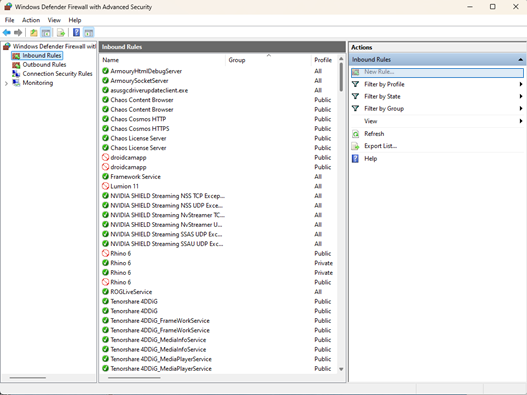 Windows Defender Firewall with Advanced Security
File Action View Help
Windows Defender Firewall with
Inbound Rules
Outbound Rules
Connection Security Rules
Monitoring
Inbound Rules
Name Group Profile
ArmouryHtmlDebugServer All
ArmourySocketServer All
asusgcdriverupdateclient.exe All
Chaos Content Browser Public
Chaos Content Browser Public
Chaos Cosmos HTTP Public
Chaos Cosmos HTTPS Public
Chaos License Server Public
Chaos License Server Public
droidcamapp Public
droidcamapp Public
Framework Service All
Lumion 11 All
NVIDIA SHIELD Streaming NSS TCP Excep... All
NVIDIA SHIELD Streaming NSS UDP Exce... All
NVIDIA SHIELD Streaming NvStreamer TC... All
NVIDIA SHIELD Streaming NvStreamer U... All
NVIDIA SHIELD Streaming SSAS UDP Exc... All
NVIDIA SHIELD Streaming SSAU UDP Exc... All
Rhino 6 Public
Rhino 6 Private
Rhino 6 Private
Rhino 6 Public
ROGLiveService All
Tenorshare 4DDiG Public
Tenorshare 4DDiG Public
Tenorshare 4DDiG_FrameWorkService Public
Tenorshare 4DDiG_FrameWorkService Public
Tenorshare 4DDiG_MediaInfoService Public
Tenorshare 4DDiG_MediaInfoService Public
Tenorshare 4DDiG_MediaPlayerService Public
Tenorshare 4DDiG_MediaPlayerService Public
Actions
Inbound Rules
New Rule...
Filter by Profile
Filter by State
Filter by Group
View
Refresh
Export List...
Help